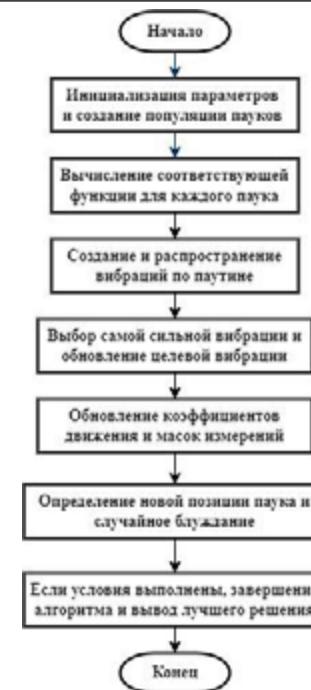 Начало
Инициализация параметров
и создание популяции пауков
Вычисление соответствующей
функции для каждого паука
Создание и распространение
вибраций по паутине
Выбор самой сильной вибрации и
обновление целевой вибрации
Обновление коэффициентов
движения и масок измерений
Определение новой позиции паука и
случайное блуждание
Если условия выполнены, завершени
алгоритма и вывод лучшего решения
Конец